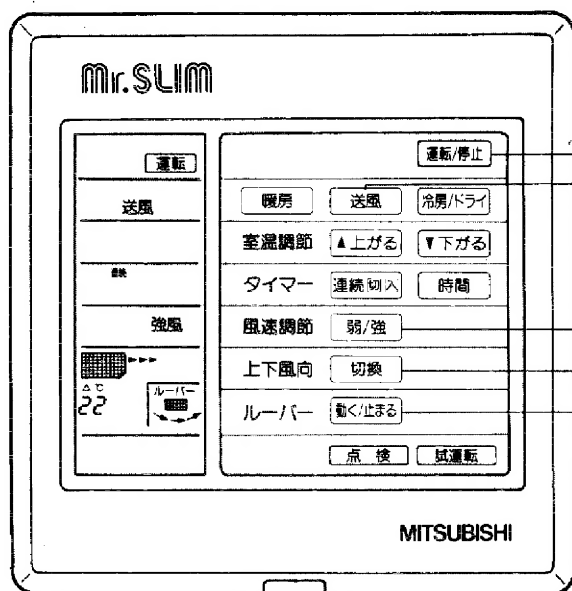 Mr.SLIM
運転
送風
強風
△℃
22
ルーバー
運転/停止
暖房 送風 冷房/ドライ
室温調節 ▲上がる ▼下がる
タイマー 連続切入 時間
風速調節 弱/強
上下風向 切換
ルーバー 動く/止まる
点検 試運転
MITSUBISHI